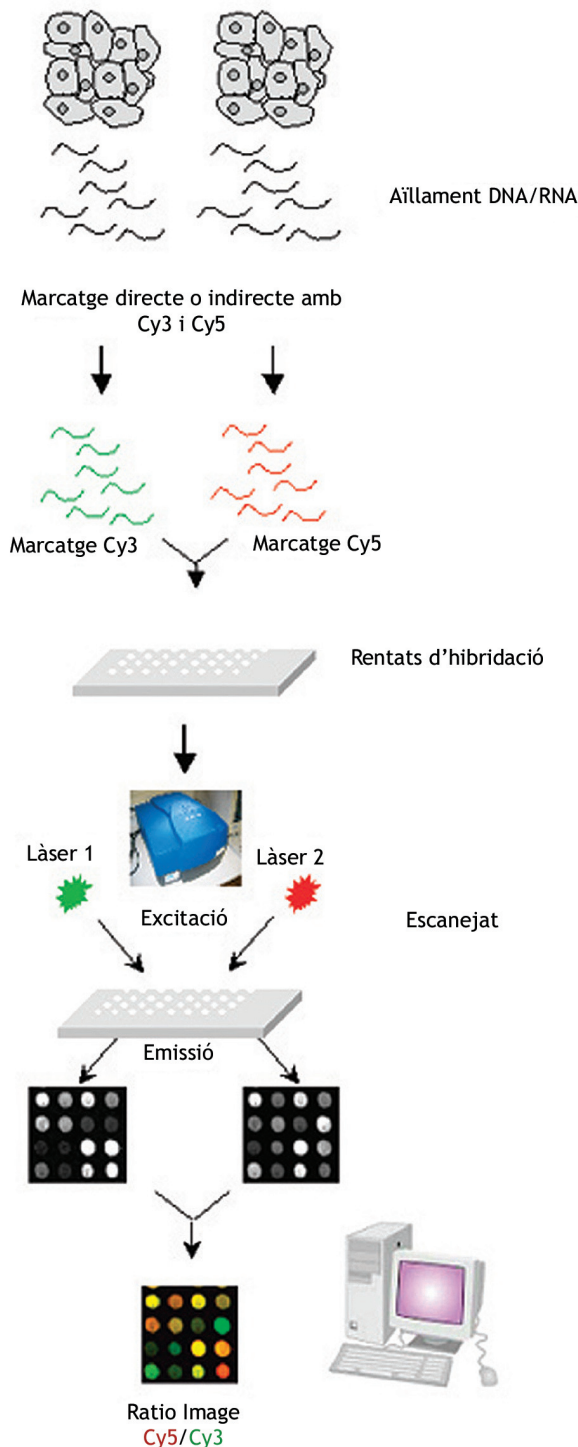 Aïllament DNA/RNA
Marcatge directe o indirecte amb
Cy3 i Cy5
Marcatge Cy3
Marcatge Cy5
Rentats d’hibridació
Làser 1
Làser 2
Excitació
Escanejat
Emissió
Ratio Image
Cy5/Cy3